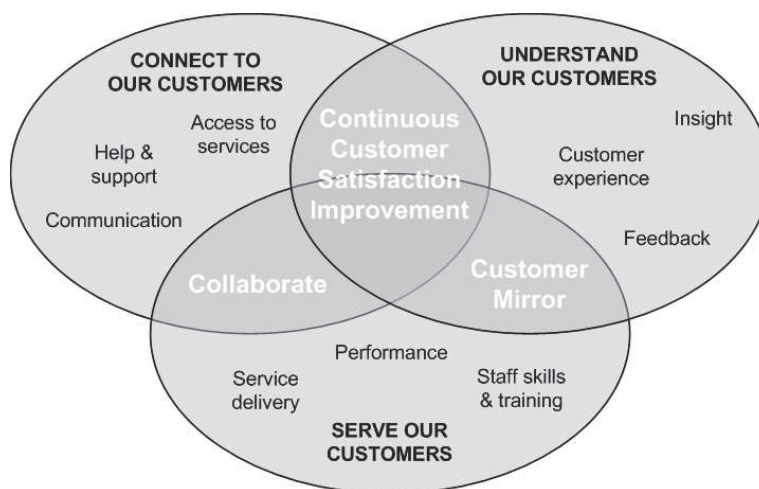 CONNECT TO
OUR CUSTOMERS
UNDERSTAND
OUR CUSTOMERS
Access to
services
Help &
support
Communication
Continuous
Customer
Satisfaction
Improvement
Insight
Customer
experience
Feedback
Collaborate
Customer
Mirror
Performance
Service
delivery
Staff skills
& training
SERVE OUR
CUSTOMERS